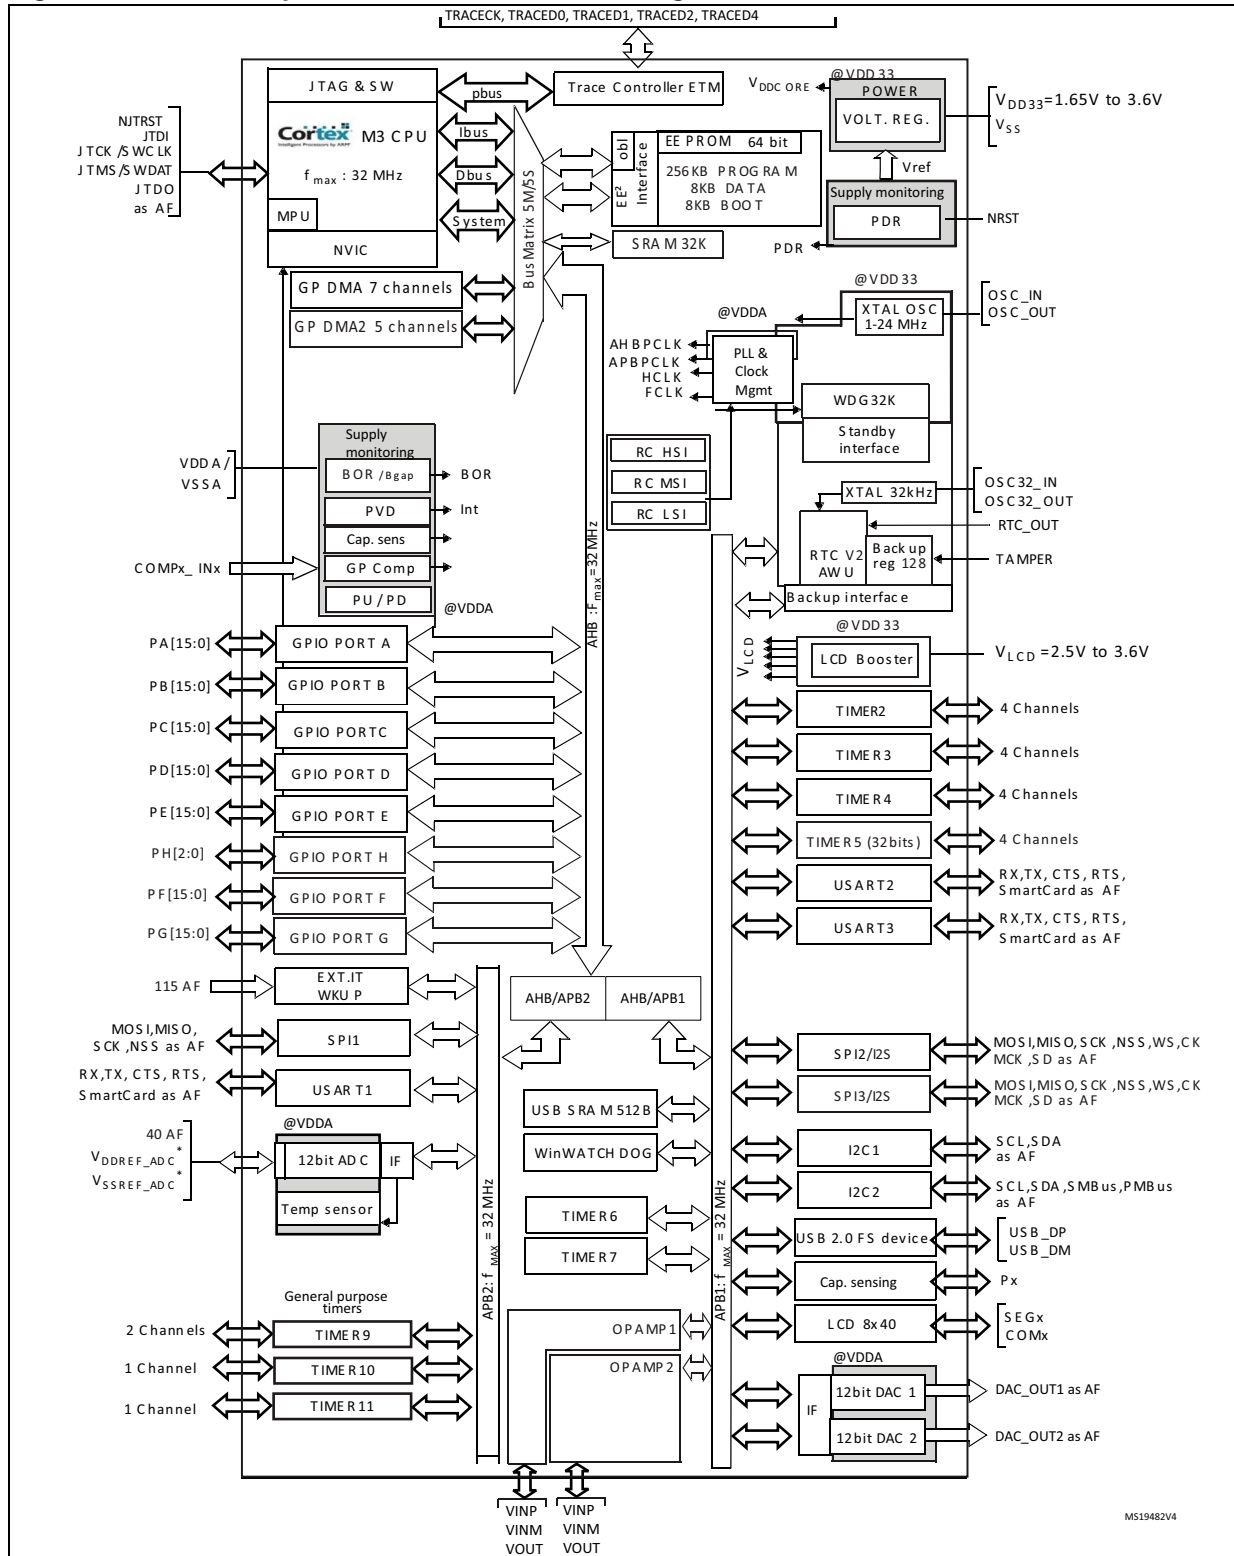 TRACECK, TRACED0, TRACED1, TRACED2, TRACED4
JTAG & SW
pbus
Trace Controller ETM
NJTRST
JTDI
JTCK /SWCLK
JTMS/SWDAT
JTDO
as AF
Cortex
Intelligent Processors by ARM®
M3 CPU
fmax : 32 MHz
MPU
NVIC
Ibus
Dbus
System
Bus Matrix 5M/5S
obl
EE² Interface
EEPROM 64 bit
256KB PROGRAM
8KB DATA
8KB BOOT
SRAM 32K
GP DMA 7 channels
GP DMA2 5 channels
VDDCORE
@VDD33
POWER
VOLT. REG.
VDD33=1.65V to 3.6V
VSS
Vref
Supply monitoring
PDR
NRST
PDR
@VDD33
XTAL OSC
1-24 MHz
OSC_IN
OSC_OUT
@VDDA
AHBPCLK
APBPCLK
HCLK
FCLK
PLL &
Clock
Mgmt
WDG32K
Standby
interface
RC HSI
RC MSI
RC LSI
XTAL 32kHz
OSC32_IN
OSC32_OUT
RTC_OUT
RTC V2
AWU
Backup
reg 128
TAMPER
Backup interface
VDDA/
VSSA
Supply
monitoring
BOR /Bgap
BOR
PVD
Int
Cap. sens
COMPx_INx
GP Comp
PU / PD
@VDDA
AHB :Fmax=32MHz
PA[15:0]
GPIO PORT A
PB[15:0]
GPIO PORT B
PC[15:0]
GPIO PORTC
PD[15:0]
GPIO PORT D
PE[15:0]
GPIO PORT E
PH[2:0]
GPIO PORT H
PF[15:0]
GPIO PORT F
PG[15:0]
GPIO PORT G
@VDD33
VLCD
LCD Booster
VLCD =2.5V to 3.6V
TIMER2
4 Channels
TIMER3
4 Channels
TIMER4
4 Channels
TIMER5 (32bits)
4 Channels
USART2
RX,TX, CTS, RTS,
SmartCard as AF
USART3
RX,TX, CTS, RTS,
SmartCard as AF
115 AF
EXT.IT
WKUP
AHB/APB2
AHB/APB1
MOSI,MISO,
SCK,NSS as AF
SPI1
RX,TX, CTS, RTS,
SmartCard as AF
USART1
@VDDA
40 AF
VDDREF_ADC*
VSSREF_ADC*
12bit ADC
IF
Temp sensor
APB2: fMAX = 32 MHz
USB SRAM 512B
WinWATCHDOG
TIMER6
TIMER7
APB1: fMAX = 32 MHz
SPI2/I2S
MOSI,MISO,SCK,NSS,WS,CK
MCK,SD as AF
SPI3/I2S
MOSI,MISO,SCK,NSS,WS,CK
MCK,SD as AF
I2C1
SCL,SDA
as AF
I2C2
SCL,SDA,SMBus,PMBus
as AF
USB 2.0 FS device
USB_DP
USB_DM
Cap. sensing
Px
LCD 8x40
SEGx
COMx
General purpose
timers
2 Channels
TIMER9
1 Channel
TIMER10
1 Channel
TIMER11
OPAMP1
OPAMP2
@VDDA
IF
12bit DAC 1
DAC_OUT1 as AF
12bit DAC 2
DAC_OUT2 as AF
VINP
VINM
VOUT
VINP
VINM
VOUT
MS19482V4